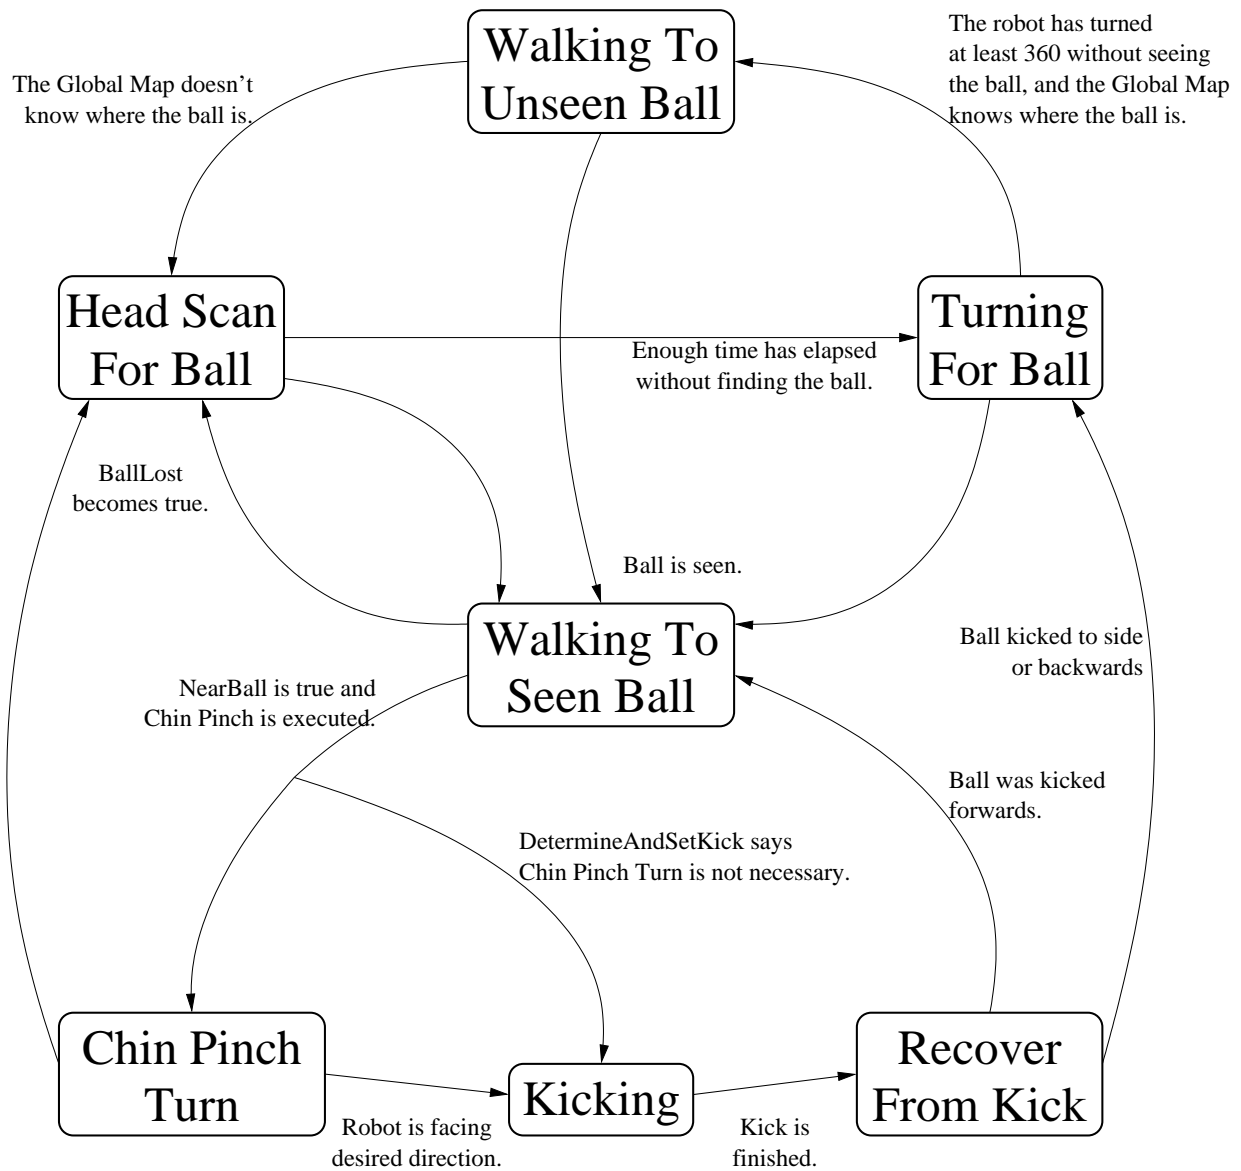 Walking To
Unseen Ball
The robot has turned
at least 360 without seeing
the ball, and the Global Map
knows where the ball is.
The Global Map doesn't
know where the ball is.
Head Scan
For Ball
Turning
For Ball
Enough time has elapsed
without finding the ball.
BallLost
becomes true.
Ball is seen.
Walking To
Seen Ball
Ball kicked to side
or backwards
NearBall is true and
Chin Pinch is executed.
Ball was kicked
forwards.
DetermineAndSetKick says
Chin Pinch Turn is not necessary.
Chin Pinch
Turn
Kicking
Recover
From Kick
Robot is facing
desired direction.
Kick is
finished.